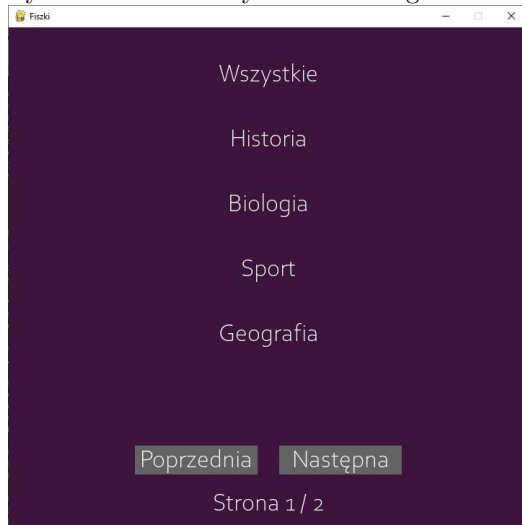 Fiszki
Wszystkie
Historia
Biologia
Sport
Geografia
Poprzednia Następna
Strona 1 / 2